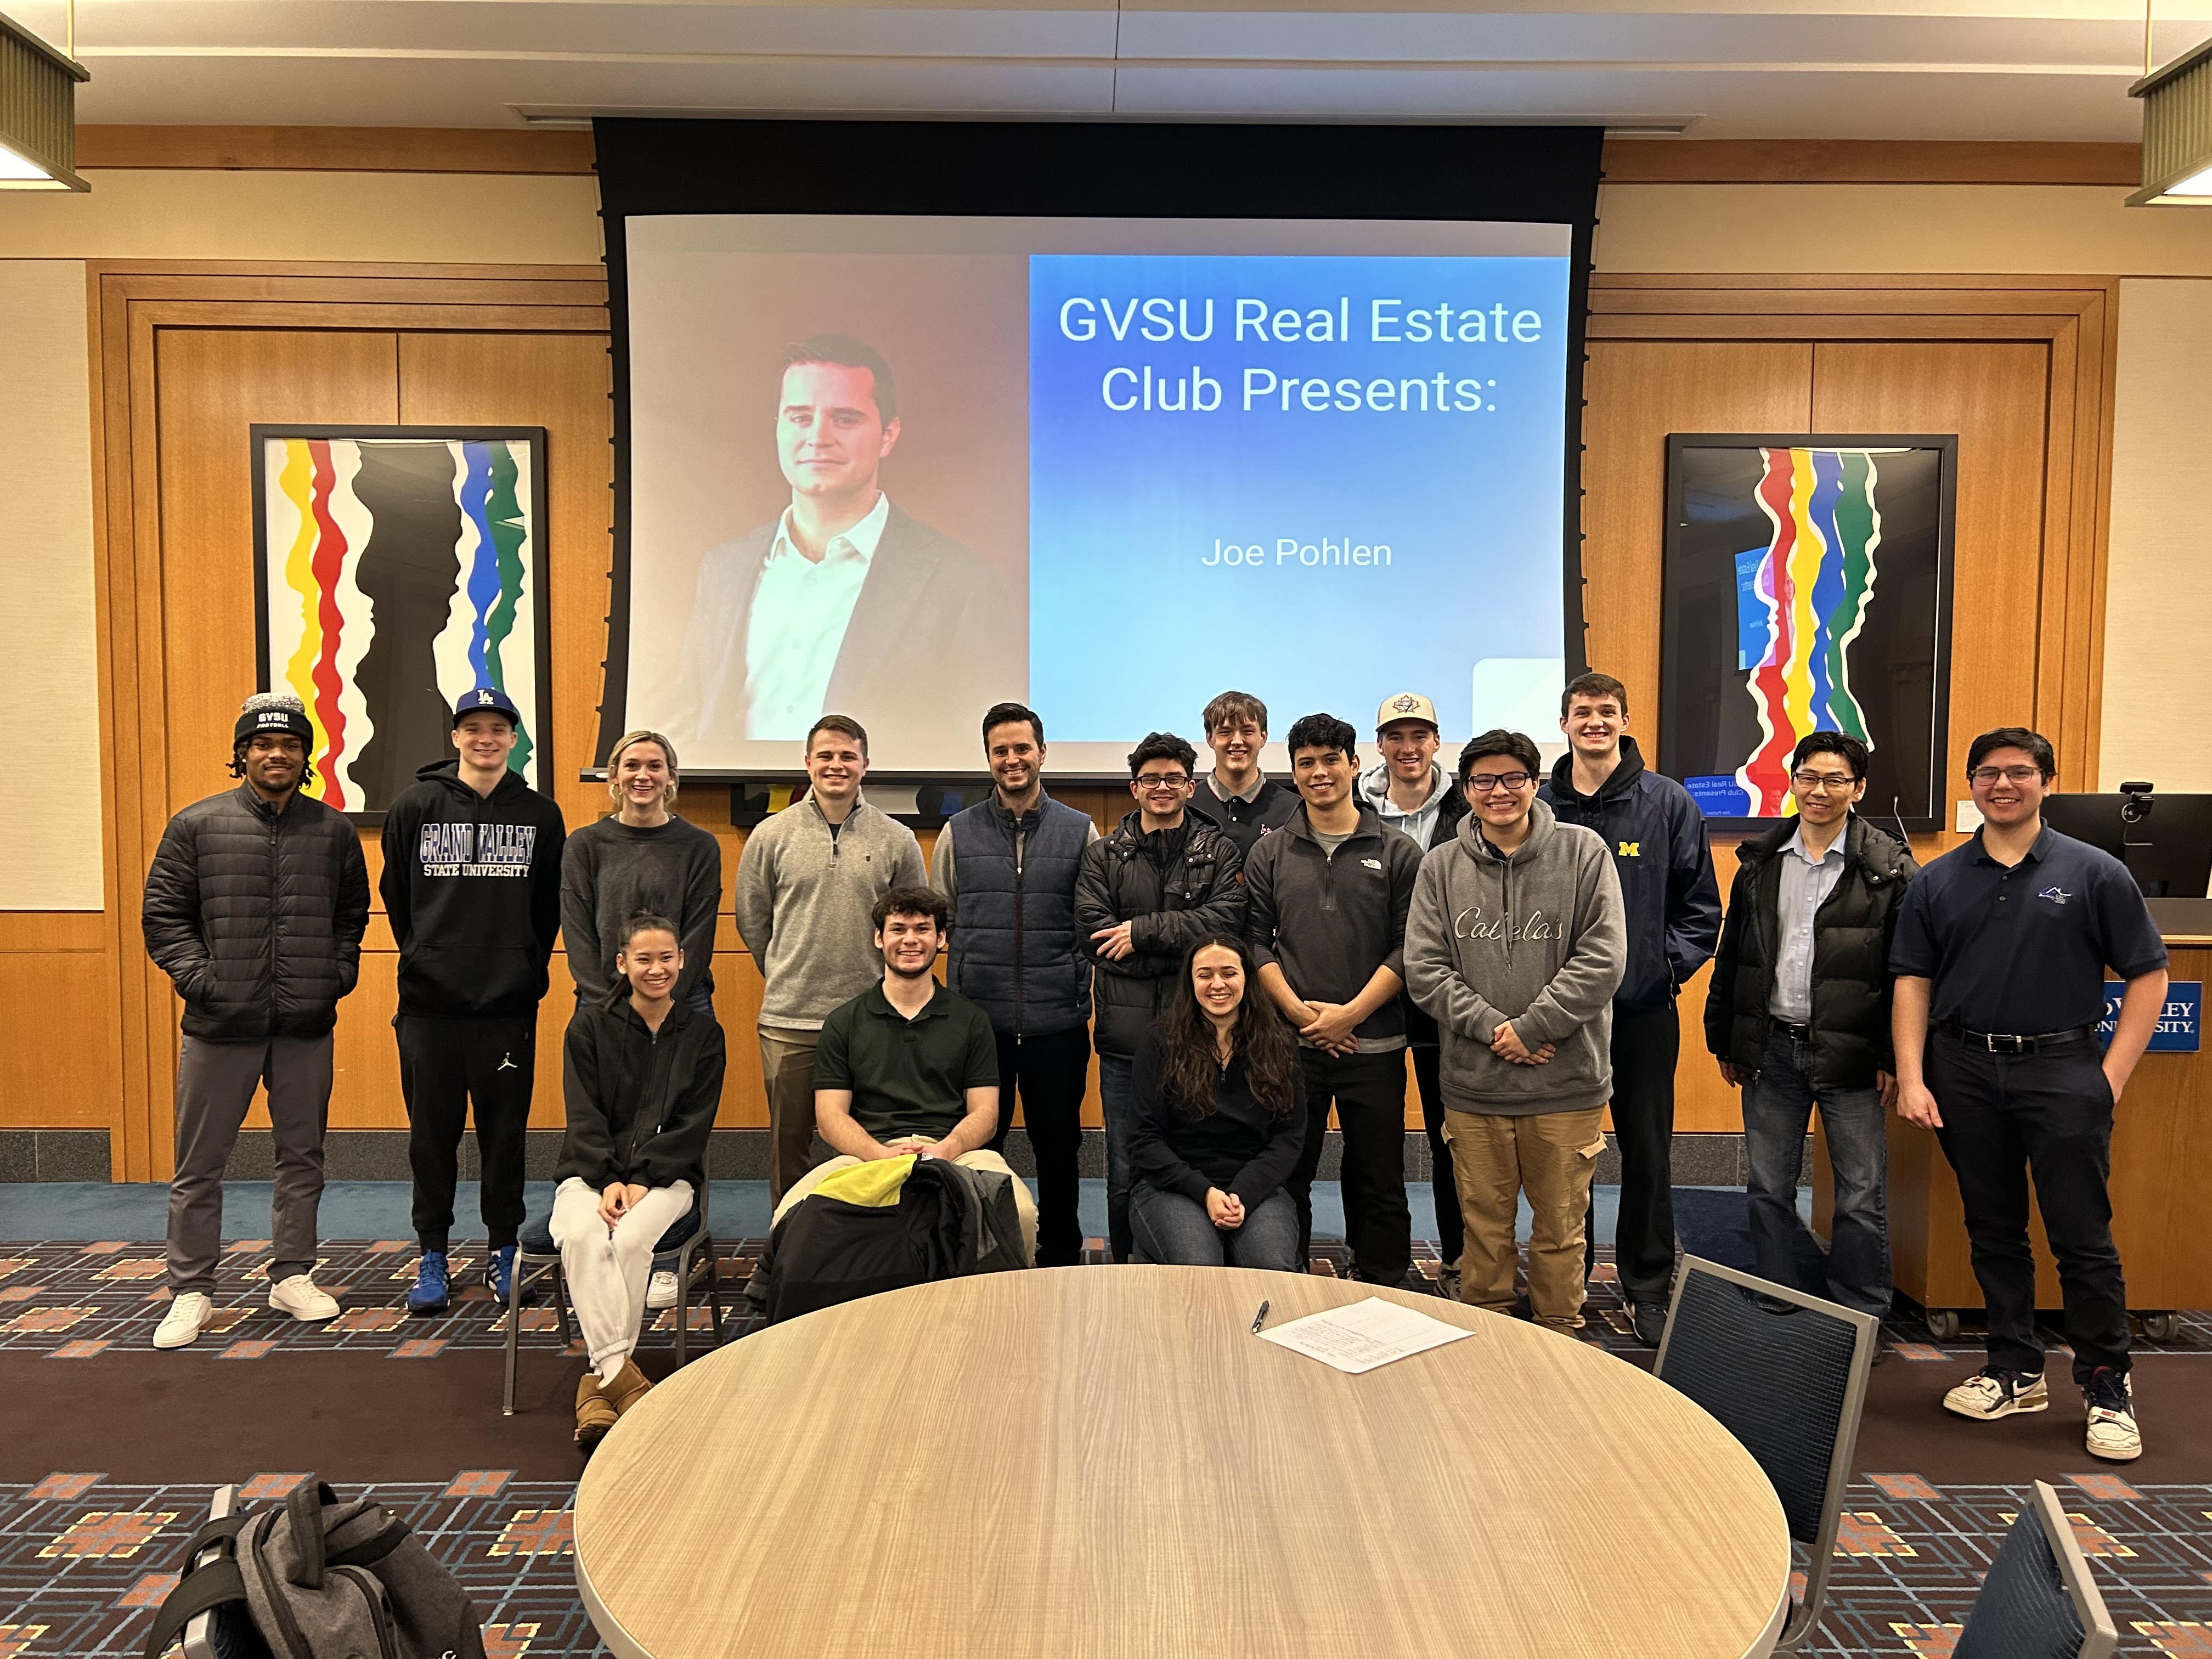 GVSU Real Estate
Club Presents:
Joe Pohlen
GVSU
FOOTBALL
LA
GRAND VALLEY
STATE UNIVERSITY
Cabela's
M